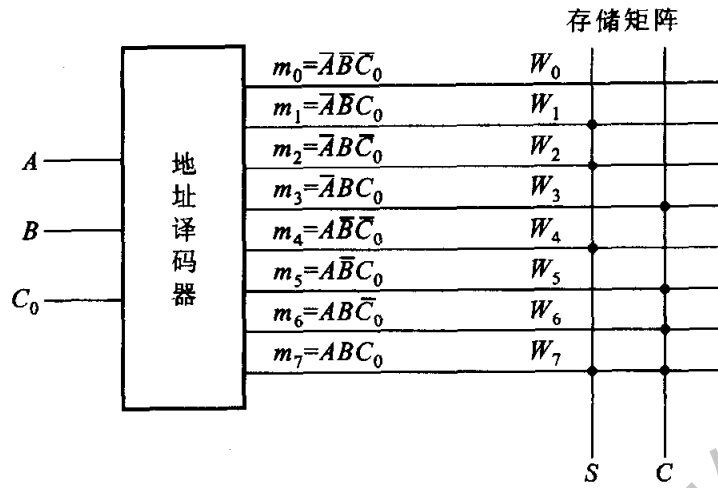 存储矩阵
m₀=A̅B̅C̅₀ W₀
m₁=A̅B̅C₀ W₁
m₂=A̅BC̅₀ W₂
A 地址译码器
m₃=A̅BC₀ W₃
B
m₄=AB̅C̅₀ W₄
m₅=AB̅C₀ W₅
C₀
m₆=ABC̅₀ W₆
m₇=ABC₀ W₇
S C